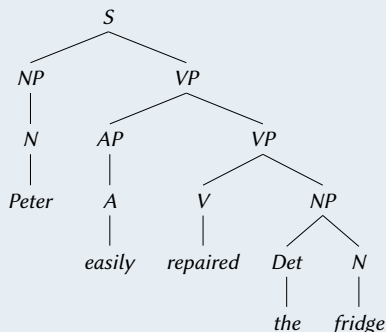 S
NP VP
N AP VP
Peter A V NP
easily repaired Det N
the fridge